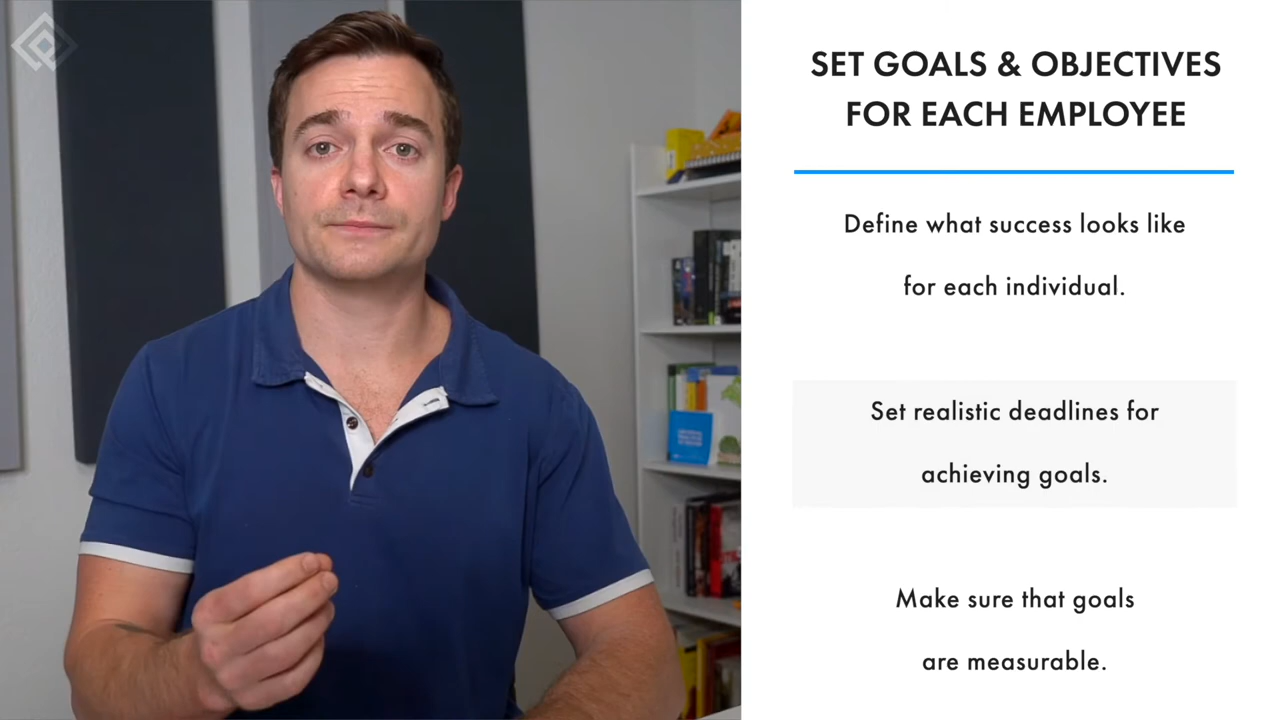 SET GOALS & OBJECTIVES
FOR EACH EMPLOYEE
Define what success looks like
for each individual.
Set realistic deadlines for
achieving goals.
Make sure that goals
are measurable.